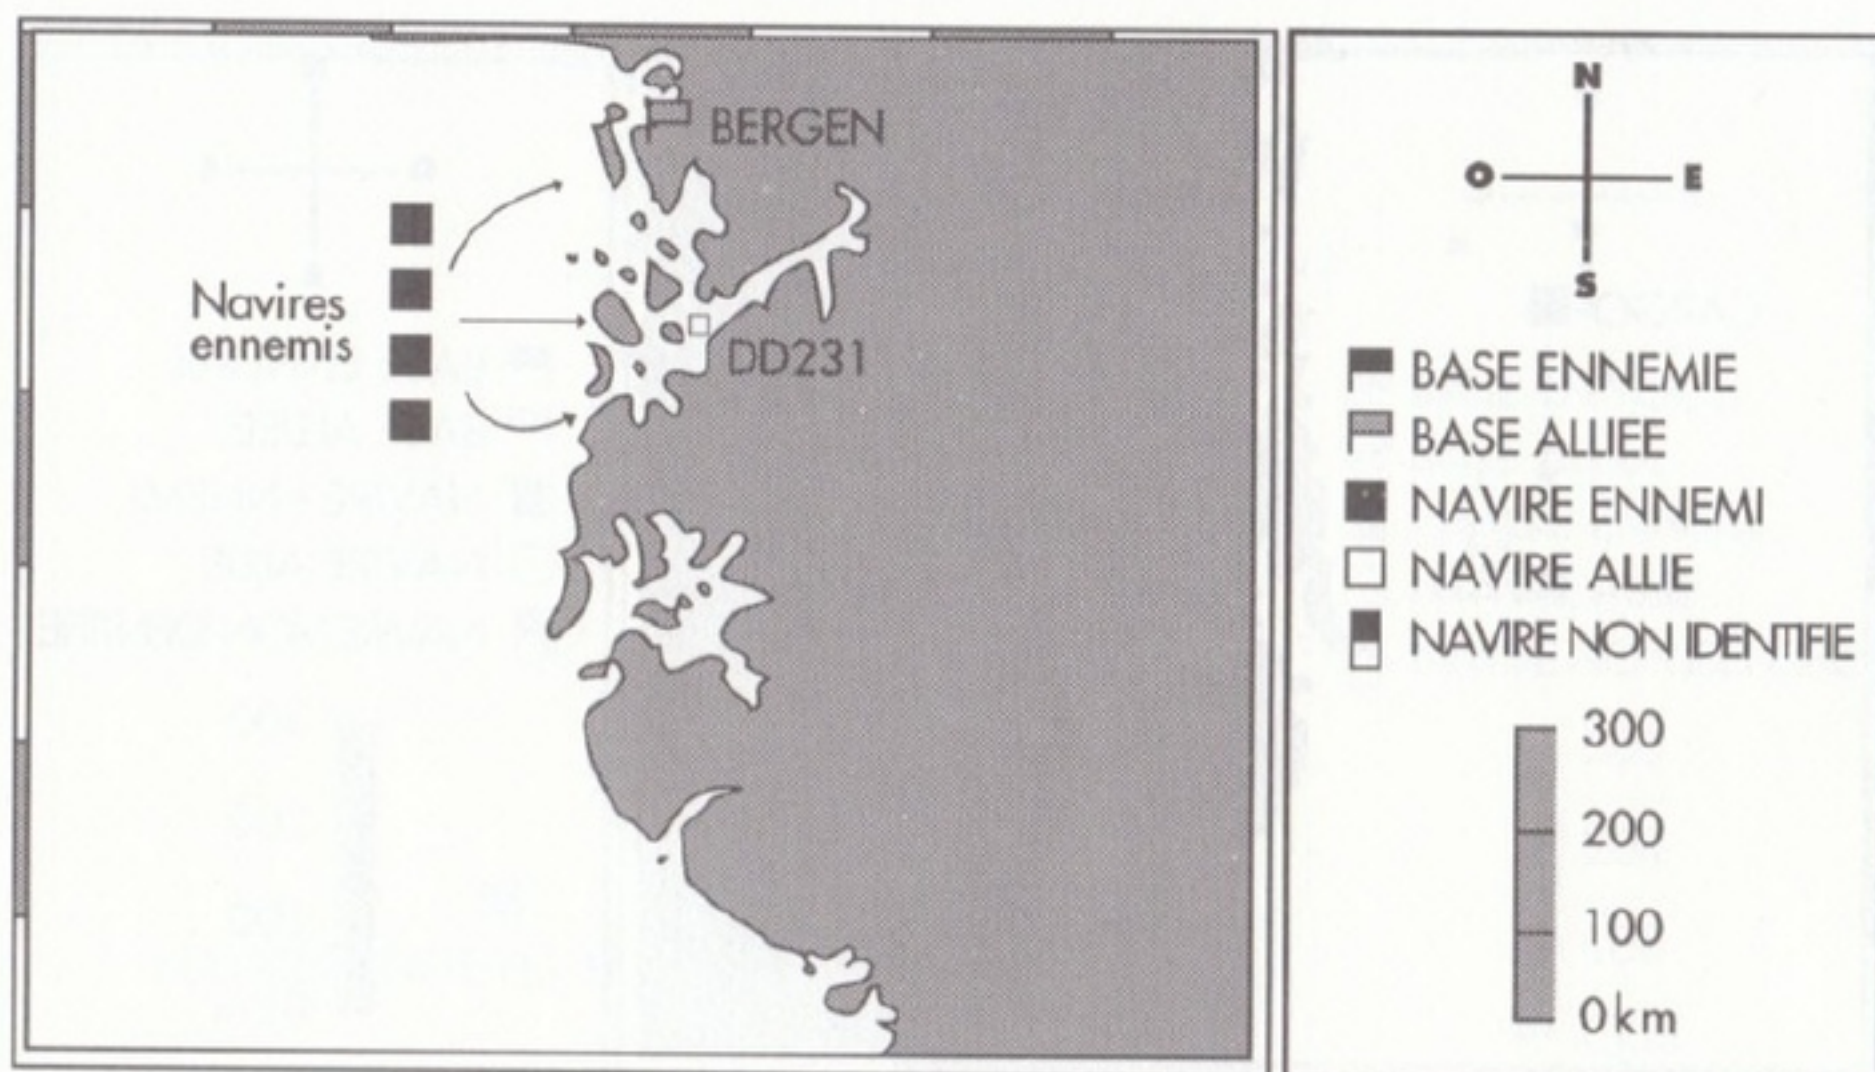 BERGEN
Navires
ennemis
DD231
N
O E
S
BASE ENNEMIE
BASE ALLIEE
NAVIRE ENNEMI
NAVIRE ALLIE
NAVIRE NON IDENTIFIE
300
200
100
0km